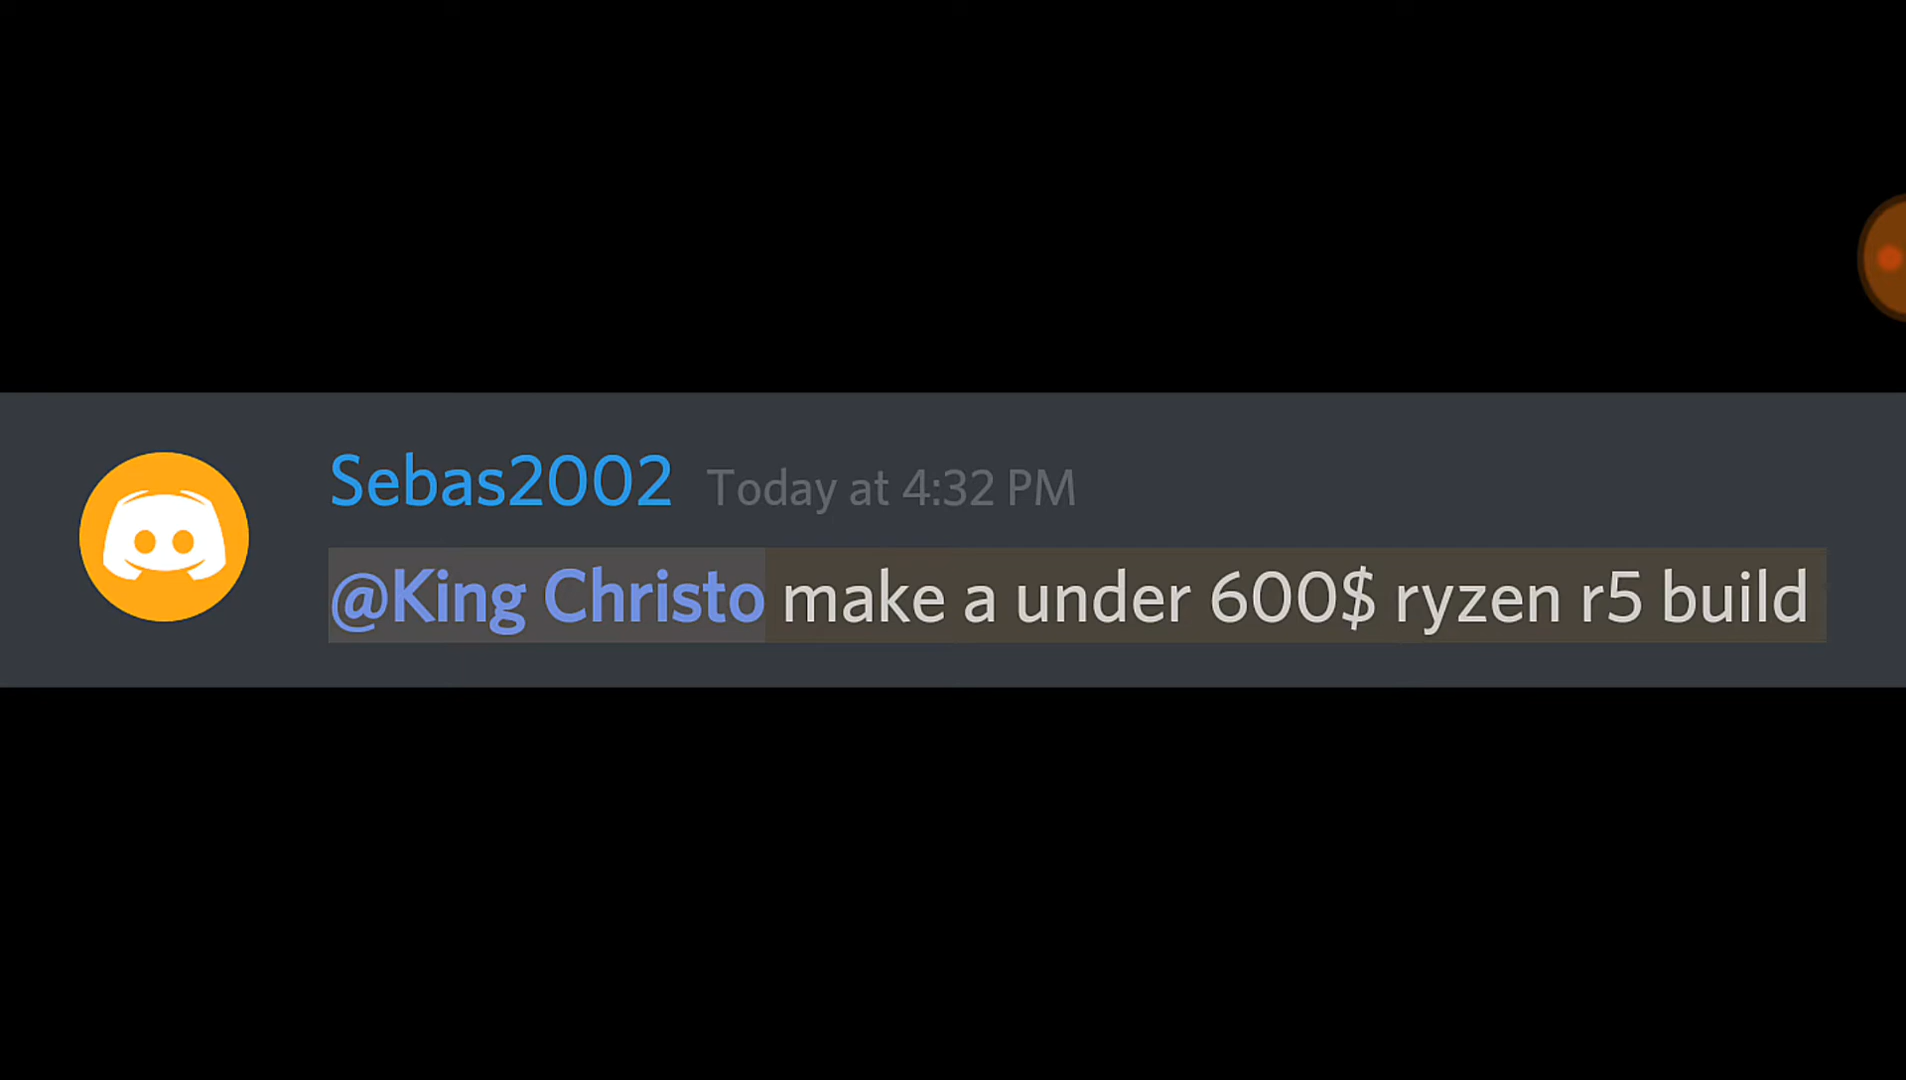 Sebas2002 Today at 4:32 PM
@King Christo make a under 600$ ryzen r5 build